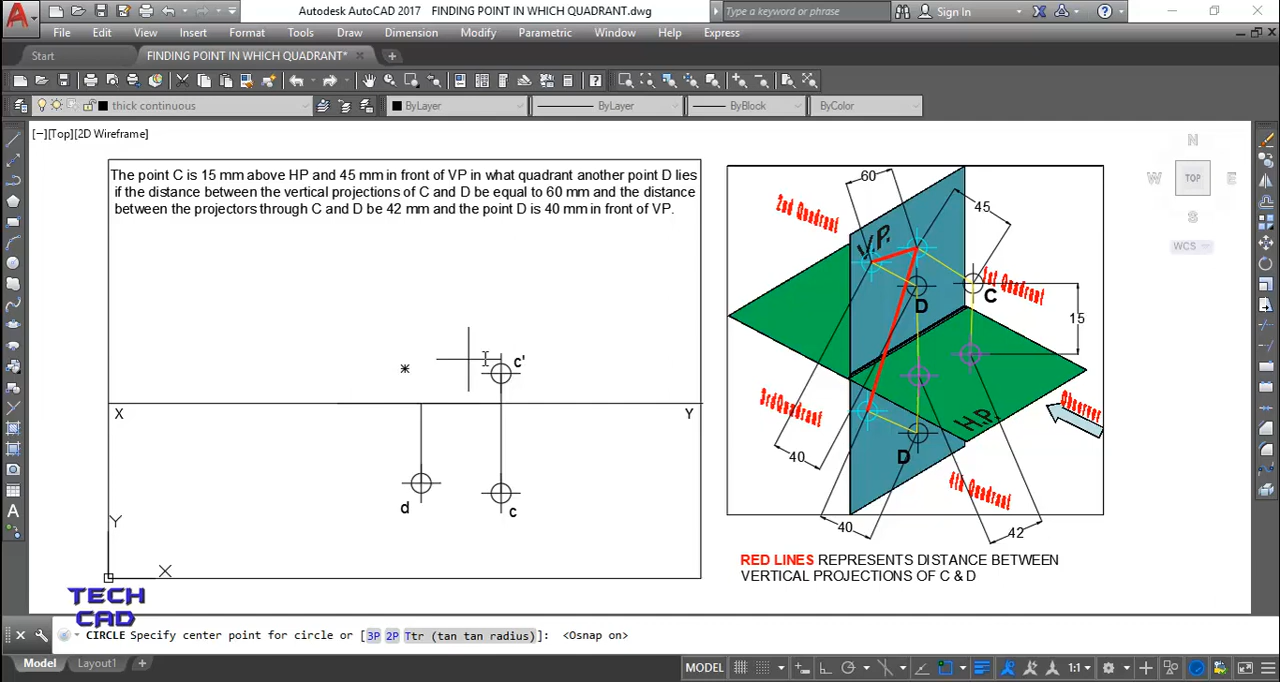 Autodesk AutoCAD 2017 FINDING POINT IN WHICH QUADRANT.dwg
Type a keyword or phrase
Sign In
File Edit View Insert Format Tools Draw Dimension Modify Parametric Window Help Express
Start
FINDING POINT IN WHICH QUADRANT*
thick continuous
ByLayer
ByLayer
ByBlock
ByColor
[−][Top][2D Wireframe]
The point C is 15 mm above HP and 45 mm in front of VP in what quadrant another point D lies
if the distance between the vertical projections of C and D be equal to 60 mm and the distance
between the projectors through C and D be 42 mm and the point D is 40 mm in front of VP.
c'
X
Y
d
c
Y
X
TECH
CAD
60
2nd Quadrant
45
V.P.
1st Quadrant
C
D
15
3rdQuadrant
H.P.
Observer
40
D
4th Quadrant
40
42
RED LINES REPRESENTS DISTANCE BETWEEN
VERTICAL PROJECTIONS OF C & D
N
W
TOP
E
S
WCS
CIRCLE Specify center point for circle or [3P 2P Ttr (tan tan radius)]: <Osnap on>
Model
Layout1
MODEL
1:1